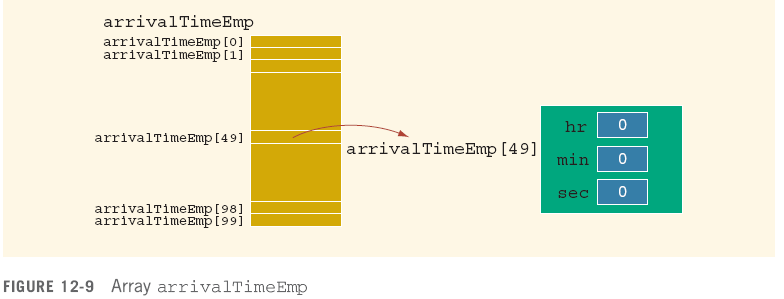 arrivalTimeEmp
arrivalTimeEmp[0]
arrivalTimeEmp[1]
arrivalTimeEmp[49]
arrivalTimeEmp[98]
arrivalTimeEmp[99]
arrivalTimeEmp[49]
hr 0
min 0
sec 0
FIGURE 12-9 Array arrivalTimeEmp